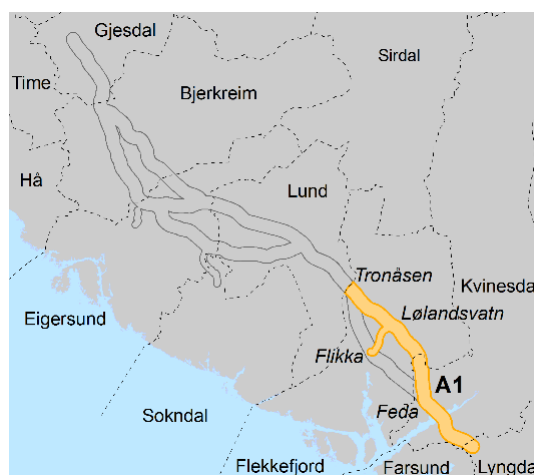 Gjesdal
Sirdal
Time
Bjerkreim
Hå
Lund
Tronåsen
Kvinesda
Lølandsvatn
Eigersund
Flikka
A1
Feda
Sokndal
Flekkefjord
Farsund
Lyngda